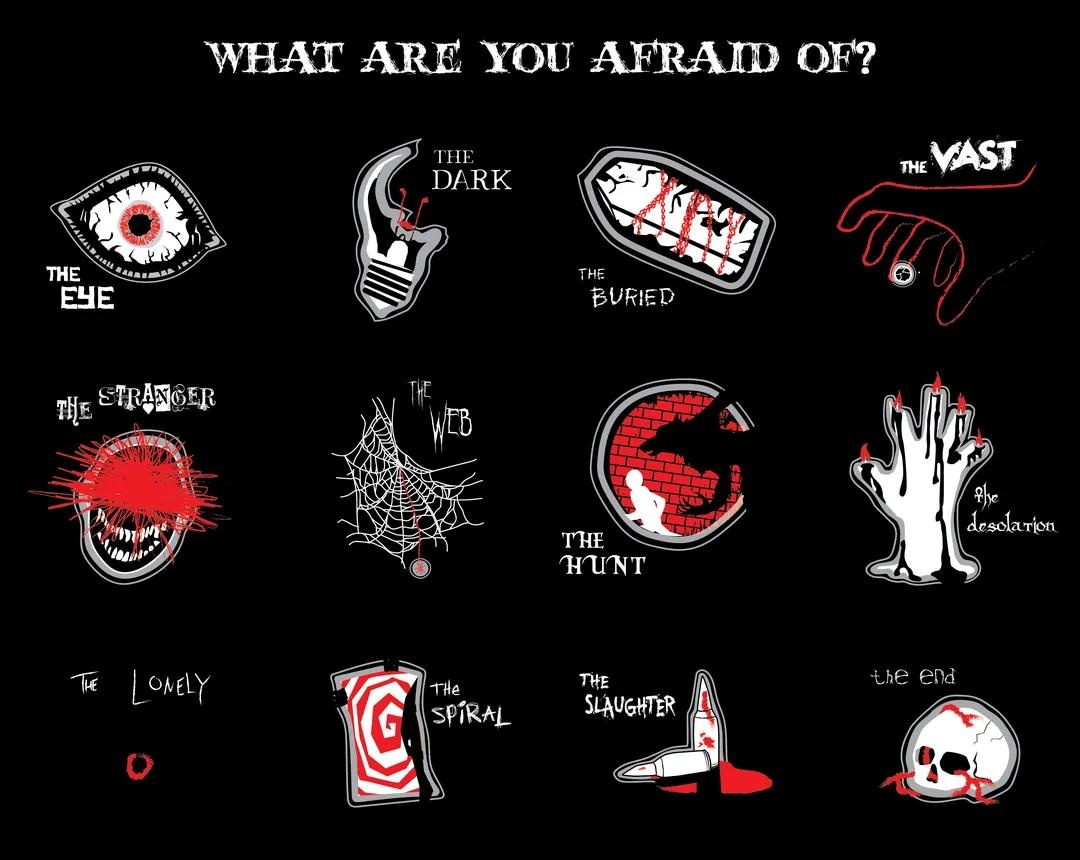 WHAT ARE YOU AFRAID OF?
THE
EYE
THE
DARK
THE
BURIED
THE VAST
THE STRANGER
THE
WEB
THE
HUNT
the
desolation
THE LONELY
THE
SPIRAL
THE
SLAUGHTER
the end